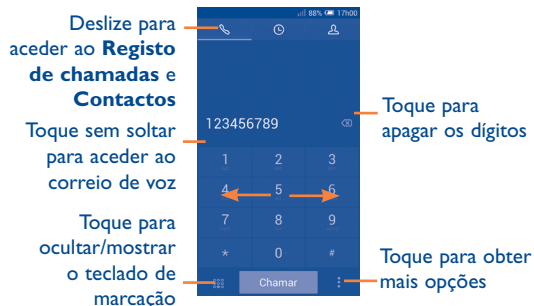 Deslize para
aceder ao Registo
de chamadas e
Contactos
Toque sem soltar
para aceder ao
correio de voz
Toque para
ocultar/mostrar
o teclado de
marcação
88% 17h00
123456789
1 2 3
4 5 6
7 8 9
* 0 #
Chamar
Toque para
apagar os dígitos
Toque para obter
mais opções